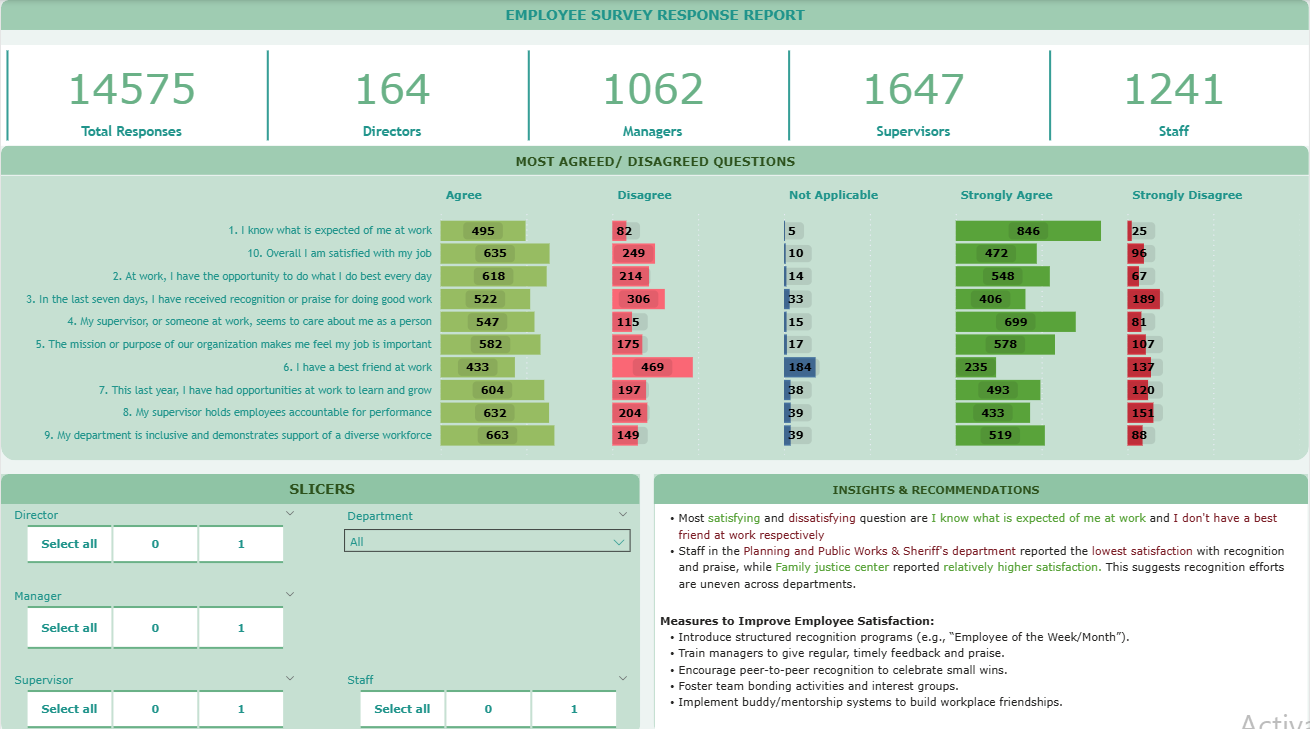 EMPLOYEE SURVEY RESPONSE REPORT
14575
Total Responses
164
Directors
1062
Managers
1647
Supervisors
1241
Staff
MOST AGREED/ DISAGREED QUESTIONS
Agree Disagree Not Applicable Strongly Agree Strongly Disagree
1. I know what is expected of me at work 495 82 5 846 25
10. Overall I am satisfied with my job 635 249 10 472 96
2. At work, I have the opportunity to do what I do best every day 618 214 14 548 67
3. In the last seven days, I have received recognition or praise for doing good work 522 306 33 406 189
4. My supervisor, or someone at work, seems to care about me as a person 547 115 15 699 81
5. The mission or purpose of our organization makes me feel my job is important 582 175 17 578 107
6. I have a best friend at work 433 469 184 235 137
7. This last year, I have had opportunities at work to learn and grow 604 197 38 493 120
8. My supervisor holds employees accountable for performance 632 204 39 433 151
9. My department is inclusive and demonstrates support of a diverse workforce 663 149 39 519 88
SLICERS
Director
Select all 0 1
Department
All
Manager
Select all 0 1
Supervisor
Select all 0 1
Staff
Select all 0 1
INSIGHTS & RECOMMENDATIONS
• Most satisfying and dissatisfying question are I know what is expected of me at work and I don't have a best
friend at work respectively
• Staff in the Planning and Public Works & Sheriff's department reported the lowest satisfaction with recognition
and praise, while Family justice center reported relatively higher satisfaction. This suggests recognition efforts
are uneven across departments.
Measures to Improve Employee Satisfaction:
• Introduce structured recognition programs (e.g., “Employee of the Week/Month”).
• Train managers to give regular, timely feedback and praise.
• Encourage peer-to-peer recognition to celebrate small wins.
• Foster team bonding activities and interest groups.
• Implement buddy/mentorship systems to build workplace friendships.